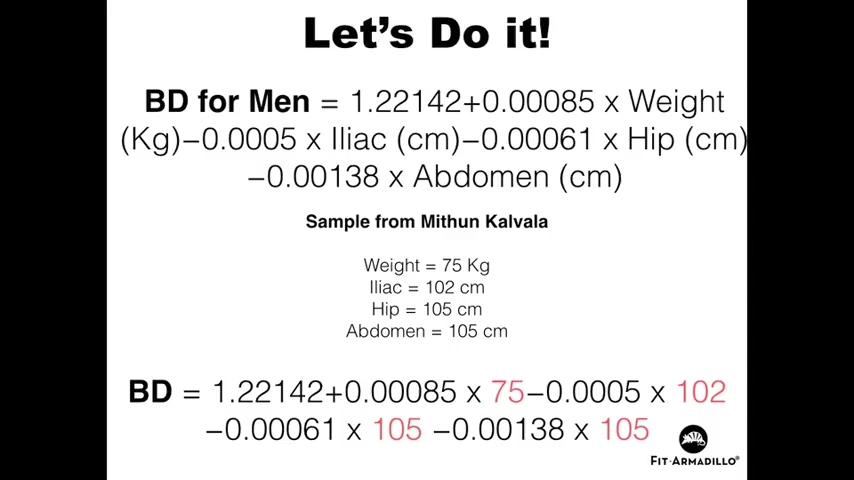 Let's Do it!
BD for Men = 1.22142+0.00085 x Weight
(Kg)−0.0005 x Iliac (cm)−0.00061 x Hip (cm)
−0.00138 x Abdomen (cm)
Sample from Mithun Kalvala
Weight = 75 Kg
Iliac = 102 cm
Hip = 105 cm
Abdomen = 105 cm
BD = 1.22142+0.00085 x 75−0.0005 x 102
−0.00061 x 105 −0.00138 x 105
FIT·ARMADILLO®